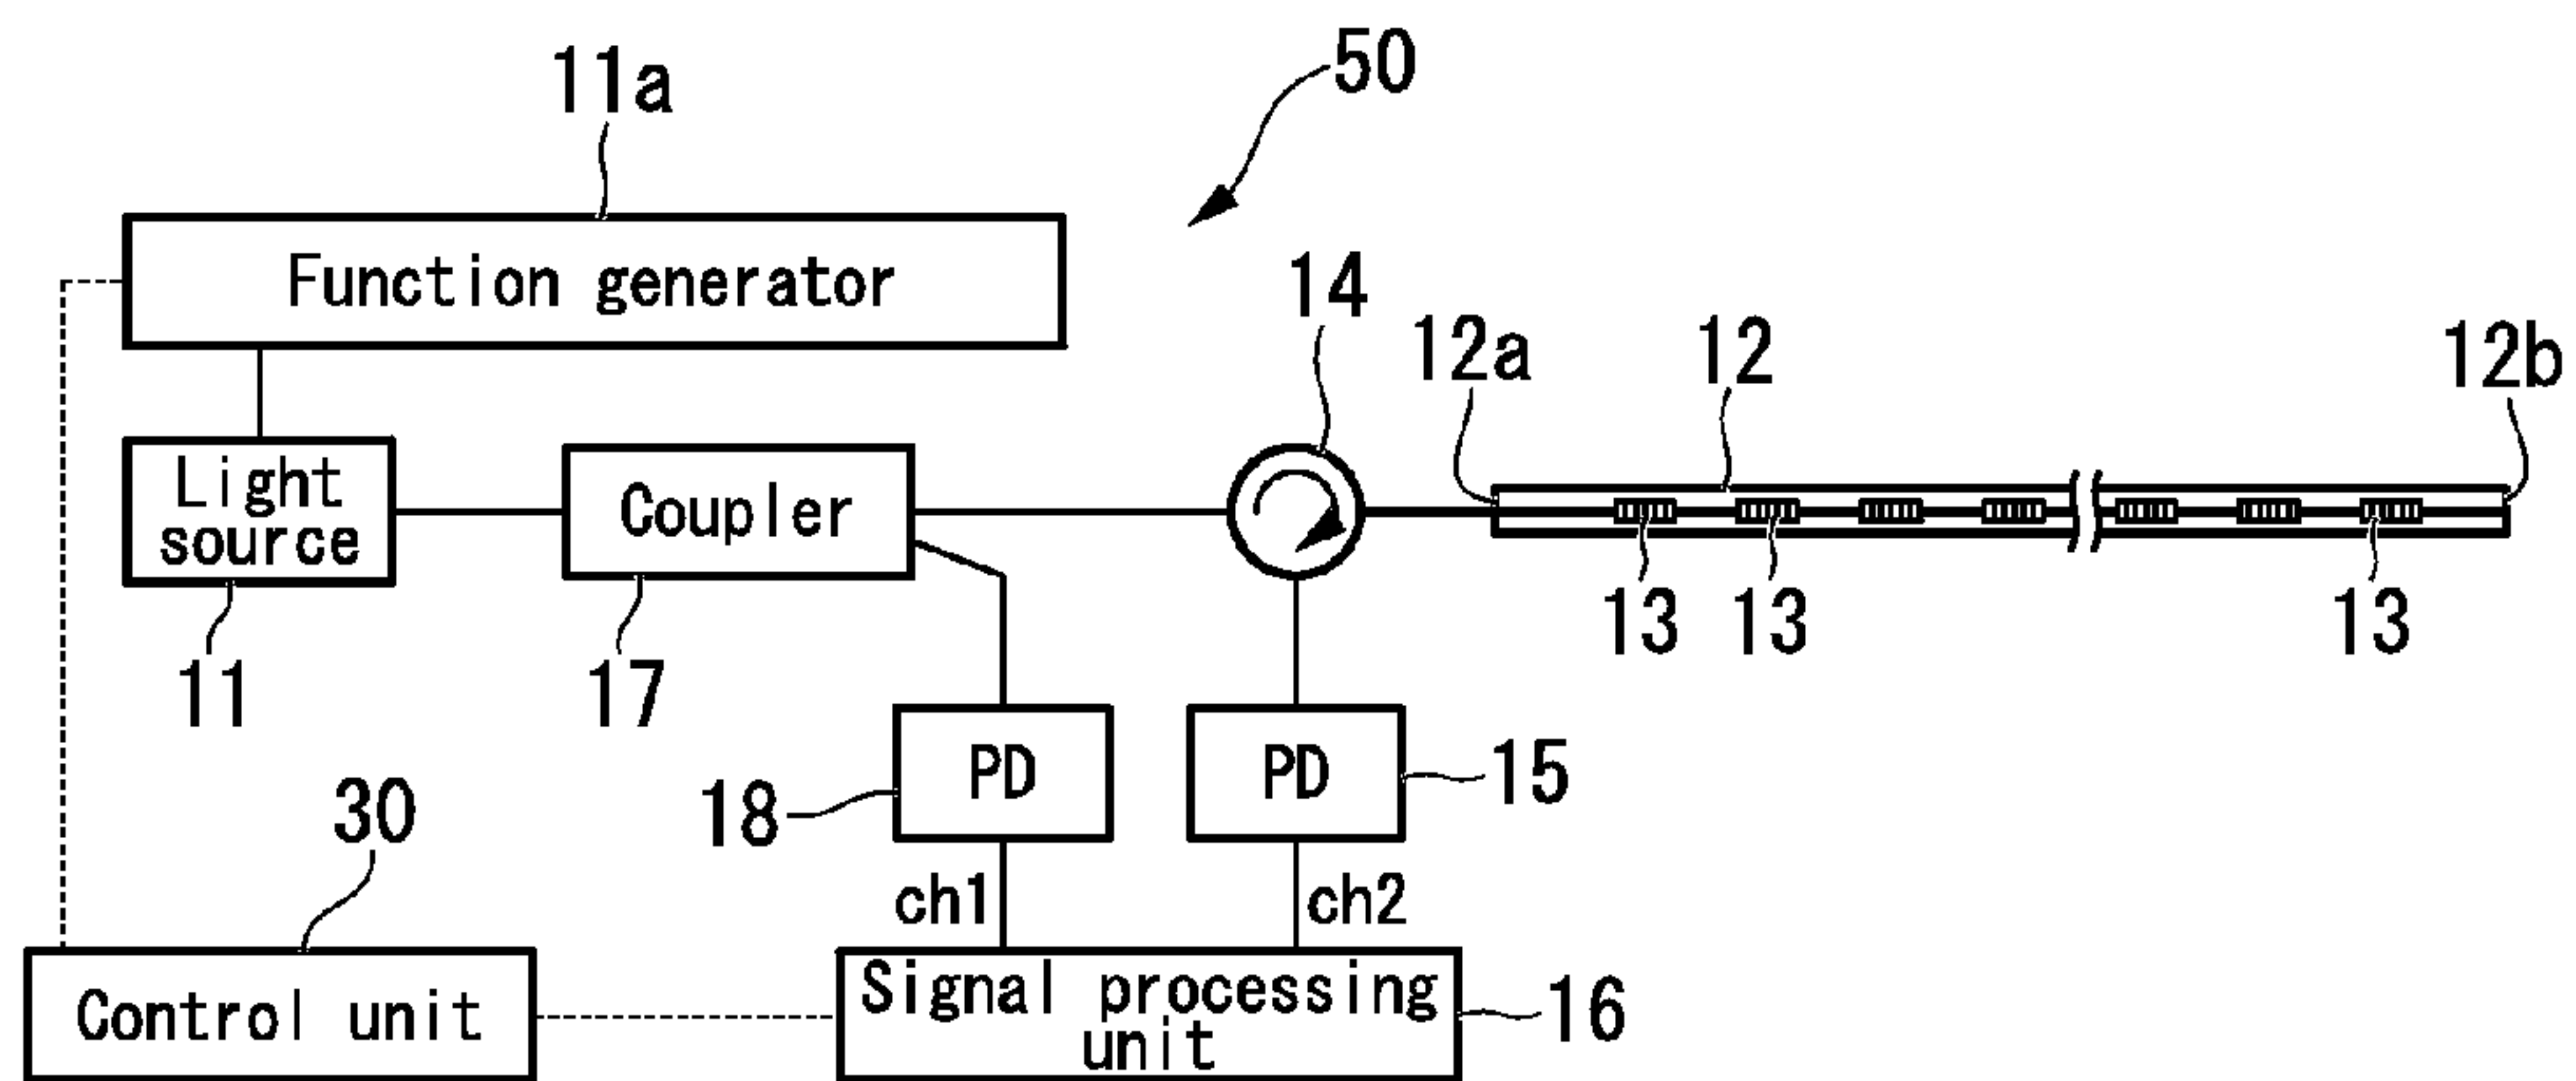 50
11a
Function generator
14
12a
12
12b
Light
source
Coupler
13
13
13
11
17
PD
PD
18
15
30
ch1
ch2
Control unit
Signal processing
unit
16